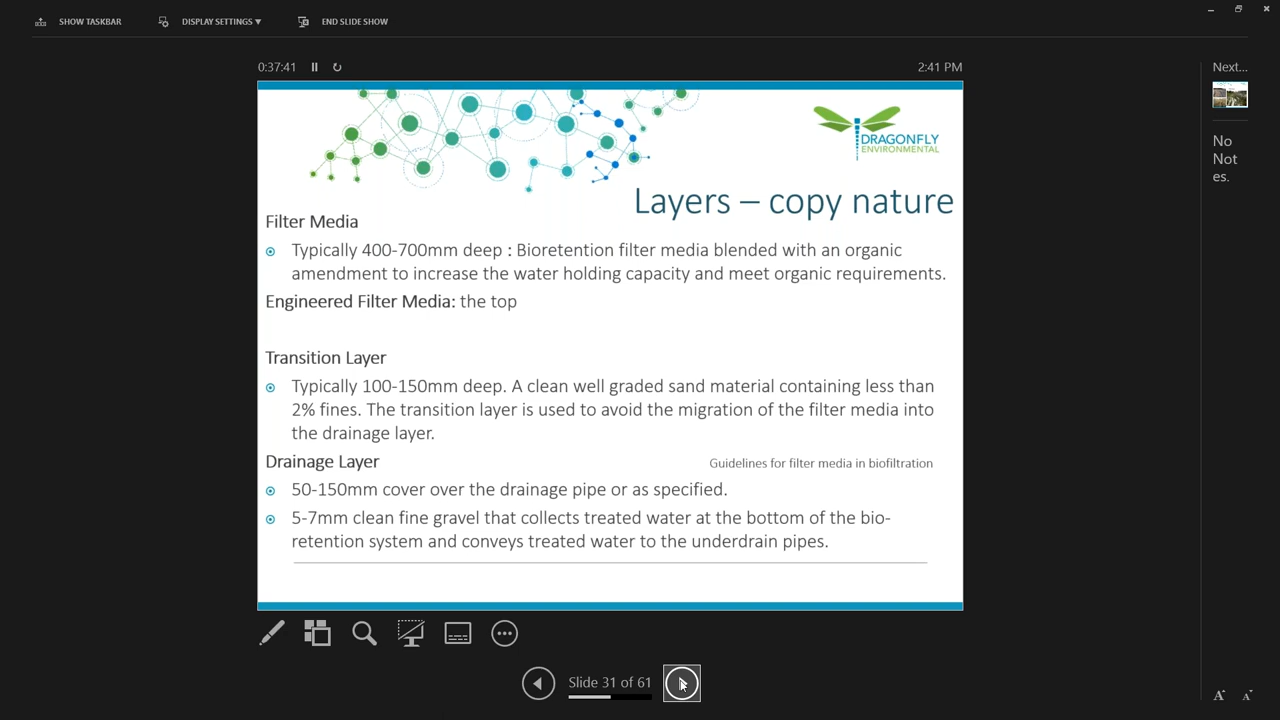 SHOW TASKBAR
DISPLAY SETTINGS ▾
END SLIDE SHOW
0:37:41
2:41 PM
Next...
DRAGONFLY
ENVIRONMENTAL
Layers – copy nature
Filter Media
Typically 400-700mm deep : Bioretention filter media blended with an organic
amendment to increase the water holding capacity and meet organic requirements.
Engineered Filter Media: the top
Transition Layer
Typically 100-150mm deep. A clean well graded sand material containing less than
2% fines. The transition layer is used to avoid the migration of the filter media into
the drainage layer.
Drainage Layer
Guidelines for filter media in biofiltration
50-150mm cover over the drainage pipe or as specified.
5-7mm clean fine gravel that collects treated water at the bottom of the bio-
retention system and conveys treated water to the underdrain pipes.
No
Not
es.
Slide 31 of 61
A A